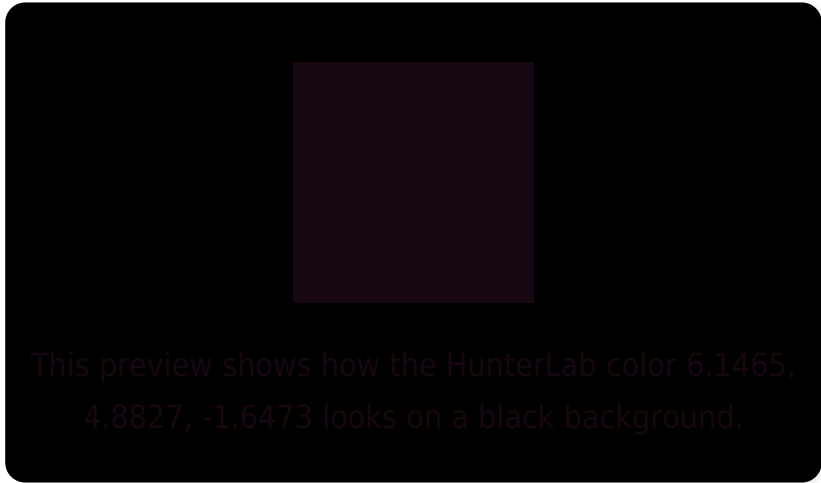 This preview shows how the HunterLab color 6.1465,
4.8827, -1.6473 looks on a black background.